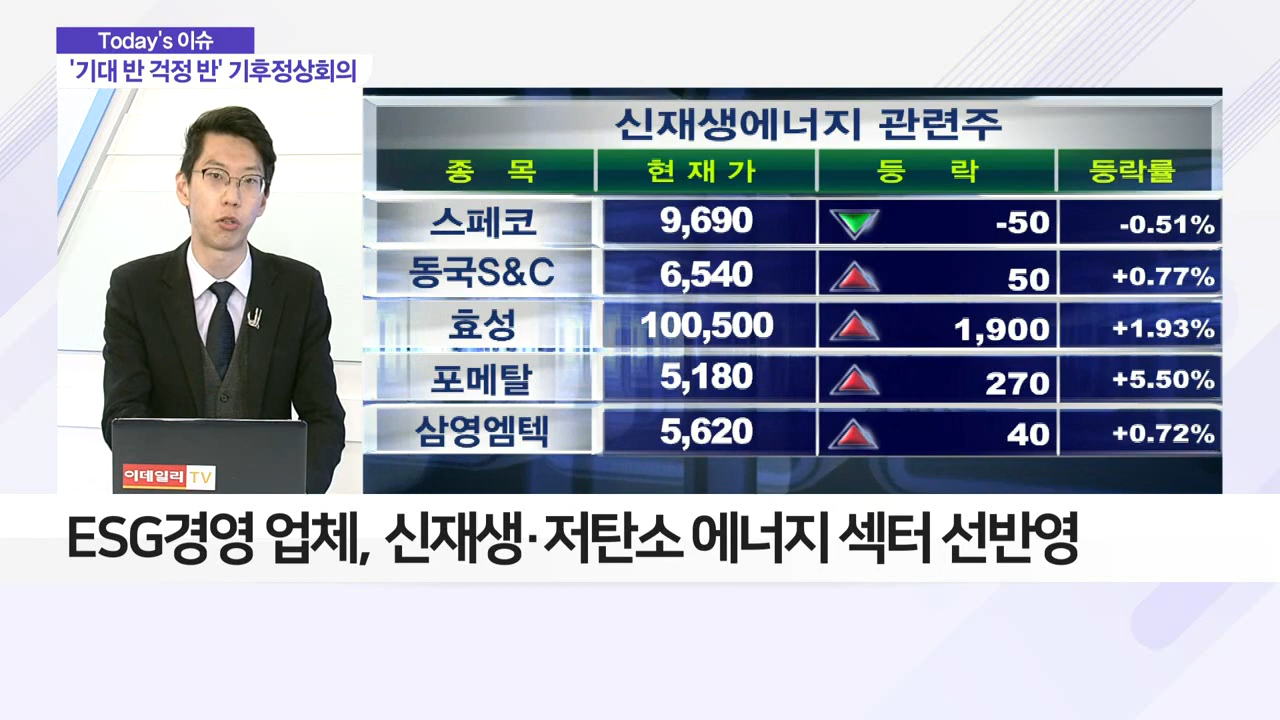 Today's 이슈
'기대 반 걱정 반' 기후정상회의
신재생에너지 관련주
종 목 현재가 등 락 등락률
스페코 9,690 -50 -0.51%
동국S&C 6,540 50 +0.77%
효성 100,500 1,900 +1.93%
포메탈 5,180 270 +5.50%
삼영엠텍 5,620 40 +0.72%
이데일리TV
ESG경영 업체, 신재생·저탄소 에너지 섹터 선반영